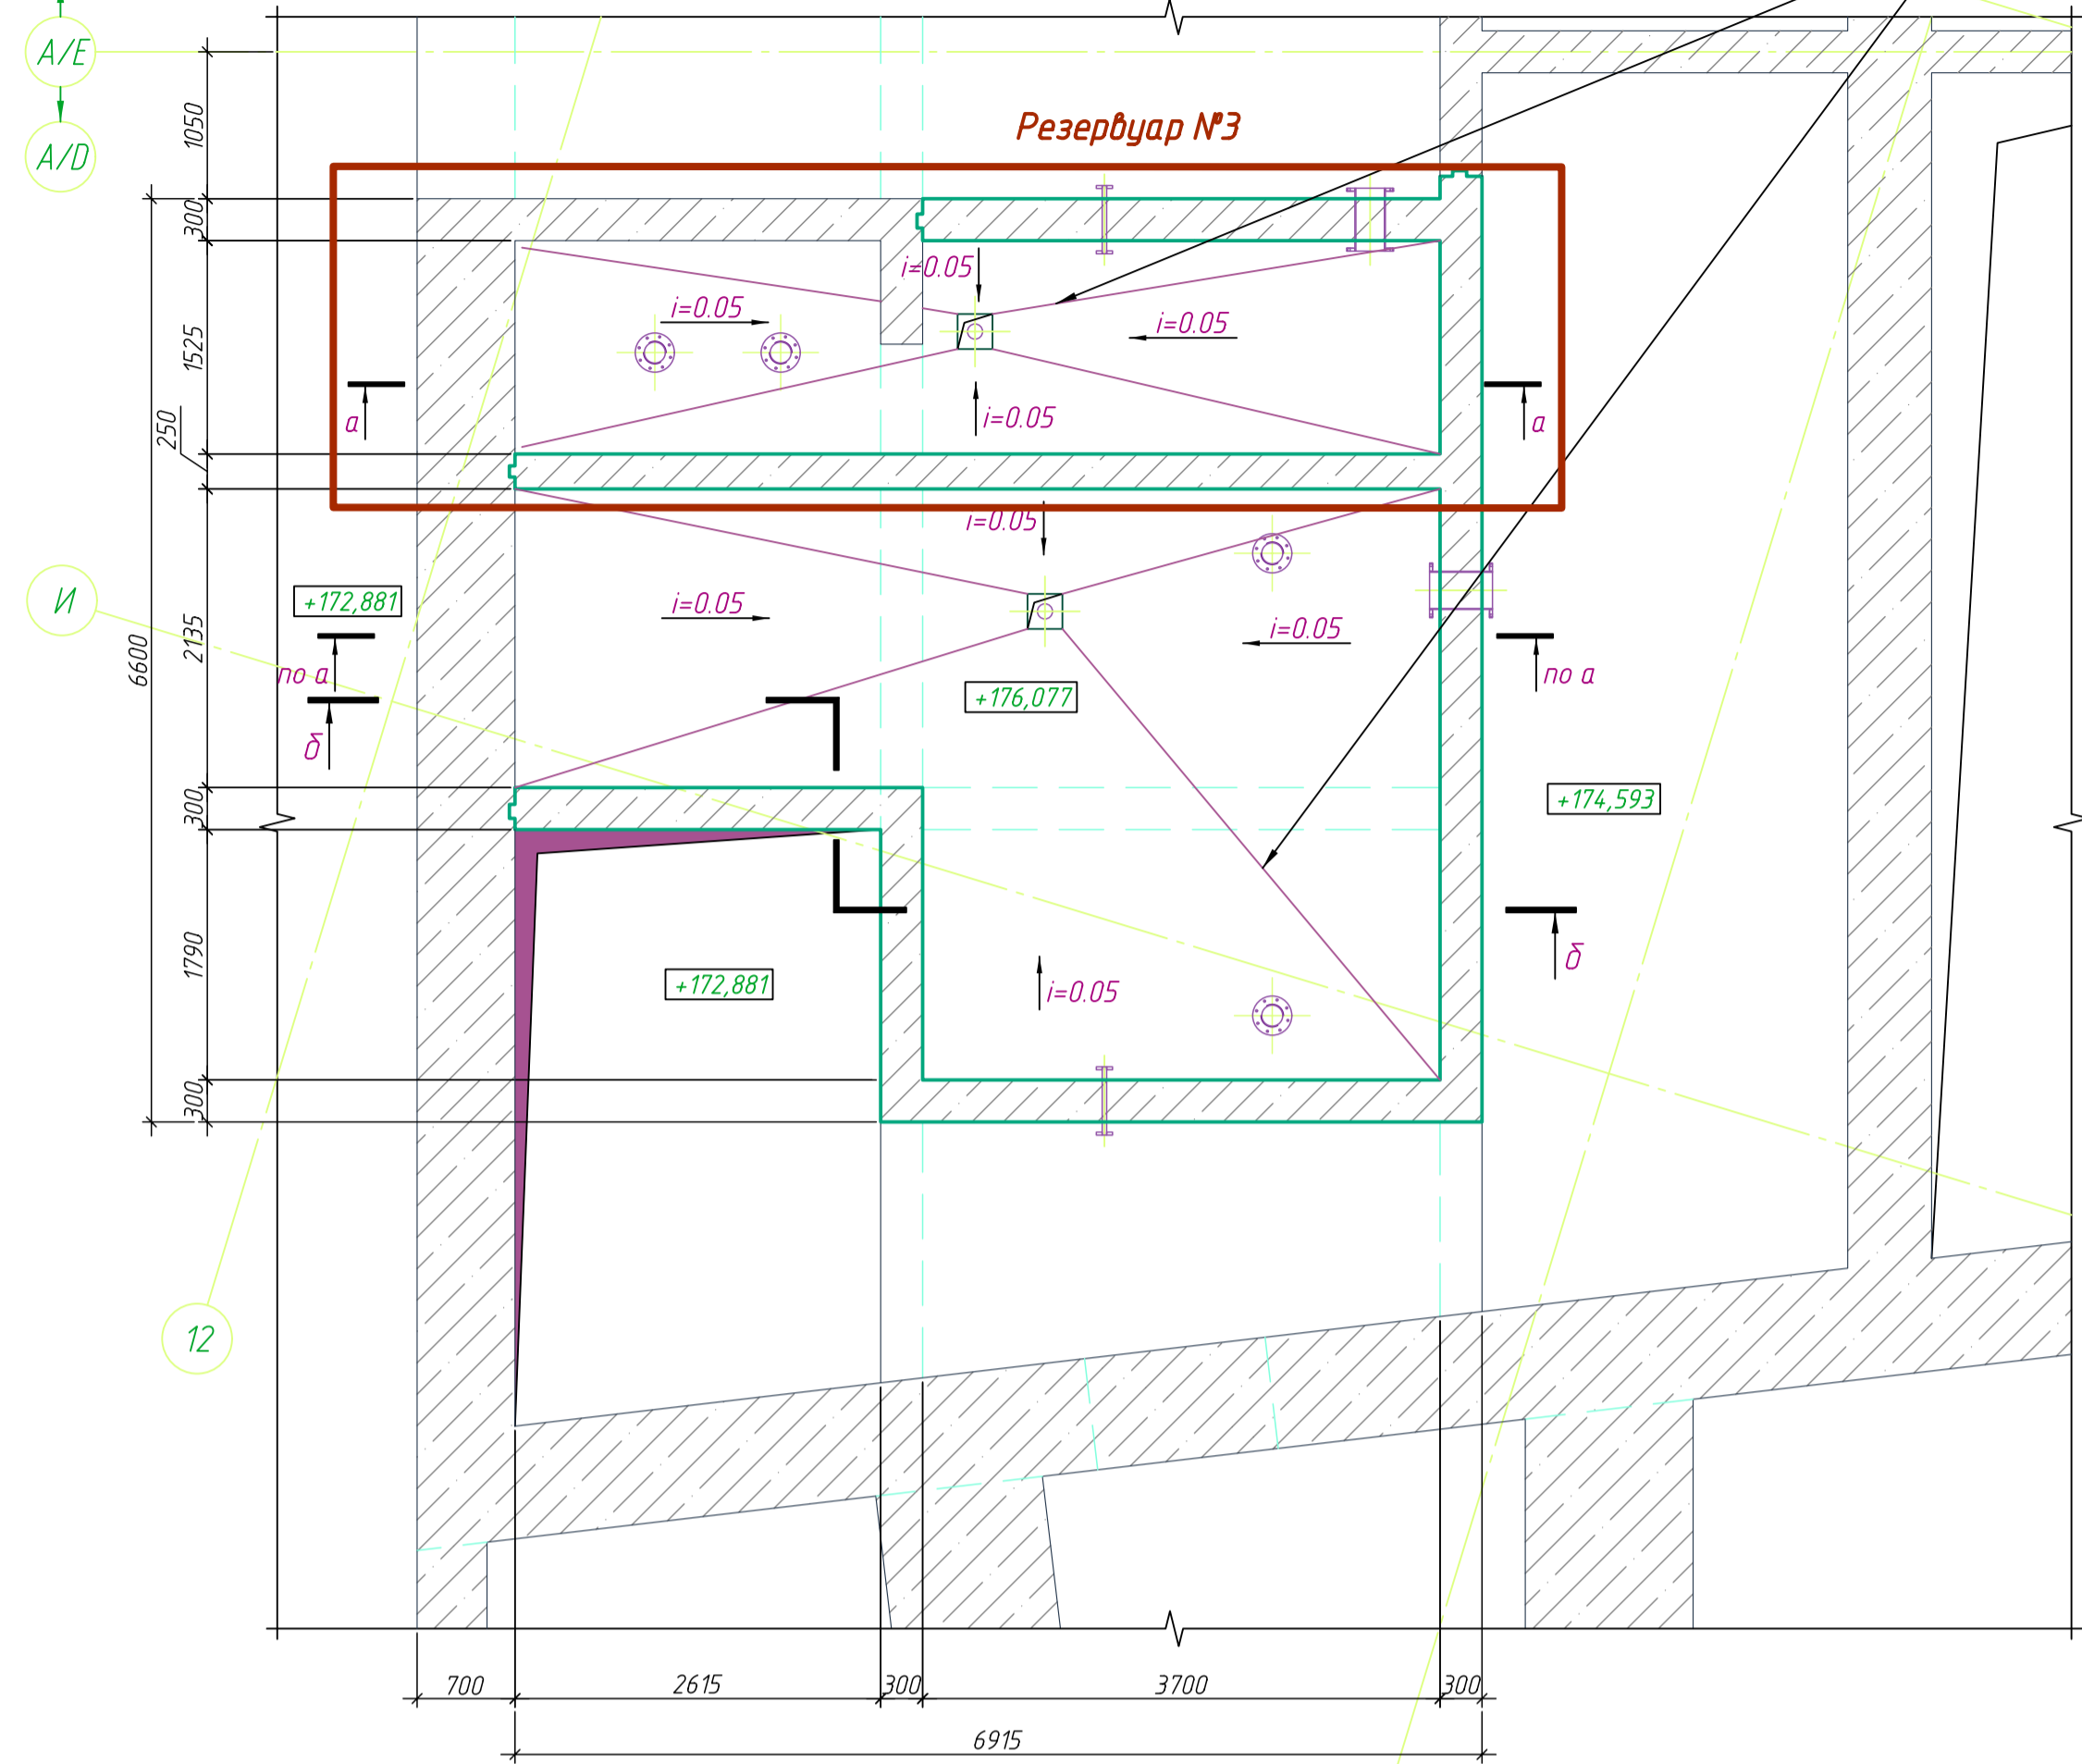 А/Е
А/D
1050
Резервуар №3
300
i=0.05
i=0.05
i=0.05
1525
i=0.05
250
а
а
i=0.05
+172,881
i=0.05
i=0.05
2135
6600
по а
по а
+176,077
И
б
300
+174,593
1790
+172,881
б
i=0.05
300
12
700
2615
300
3700
300
6915